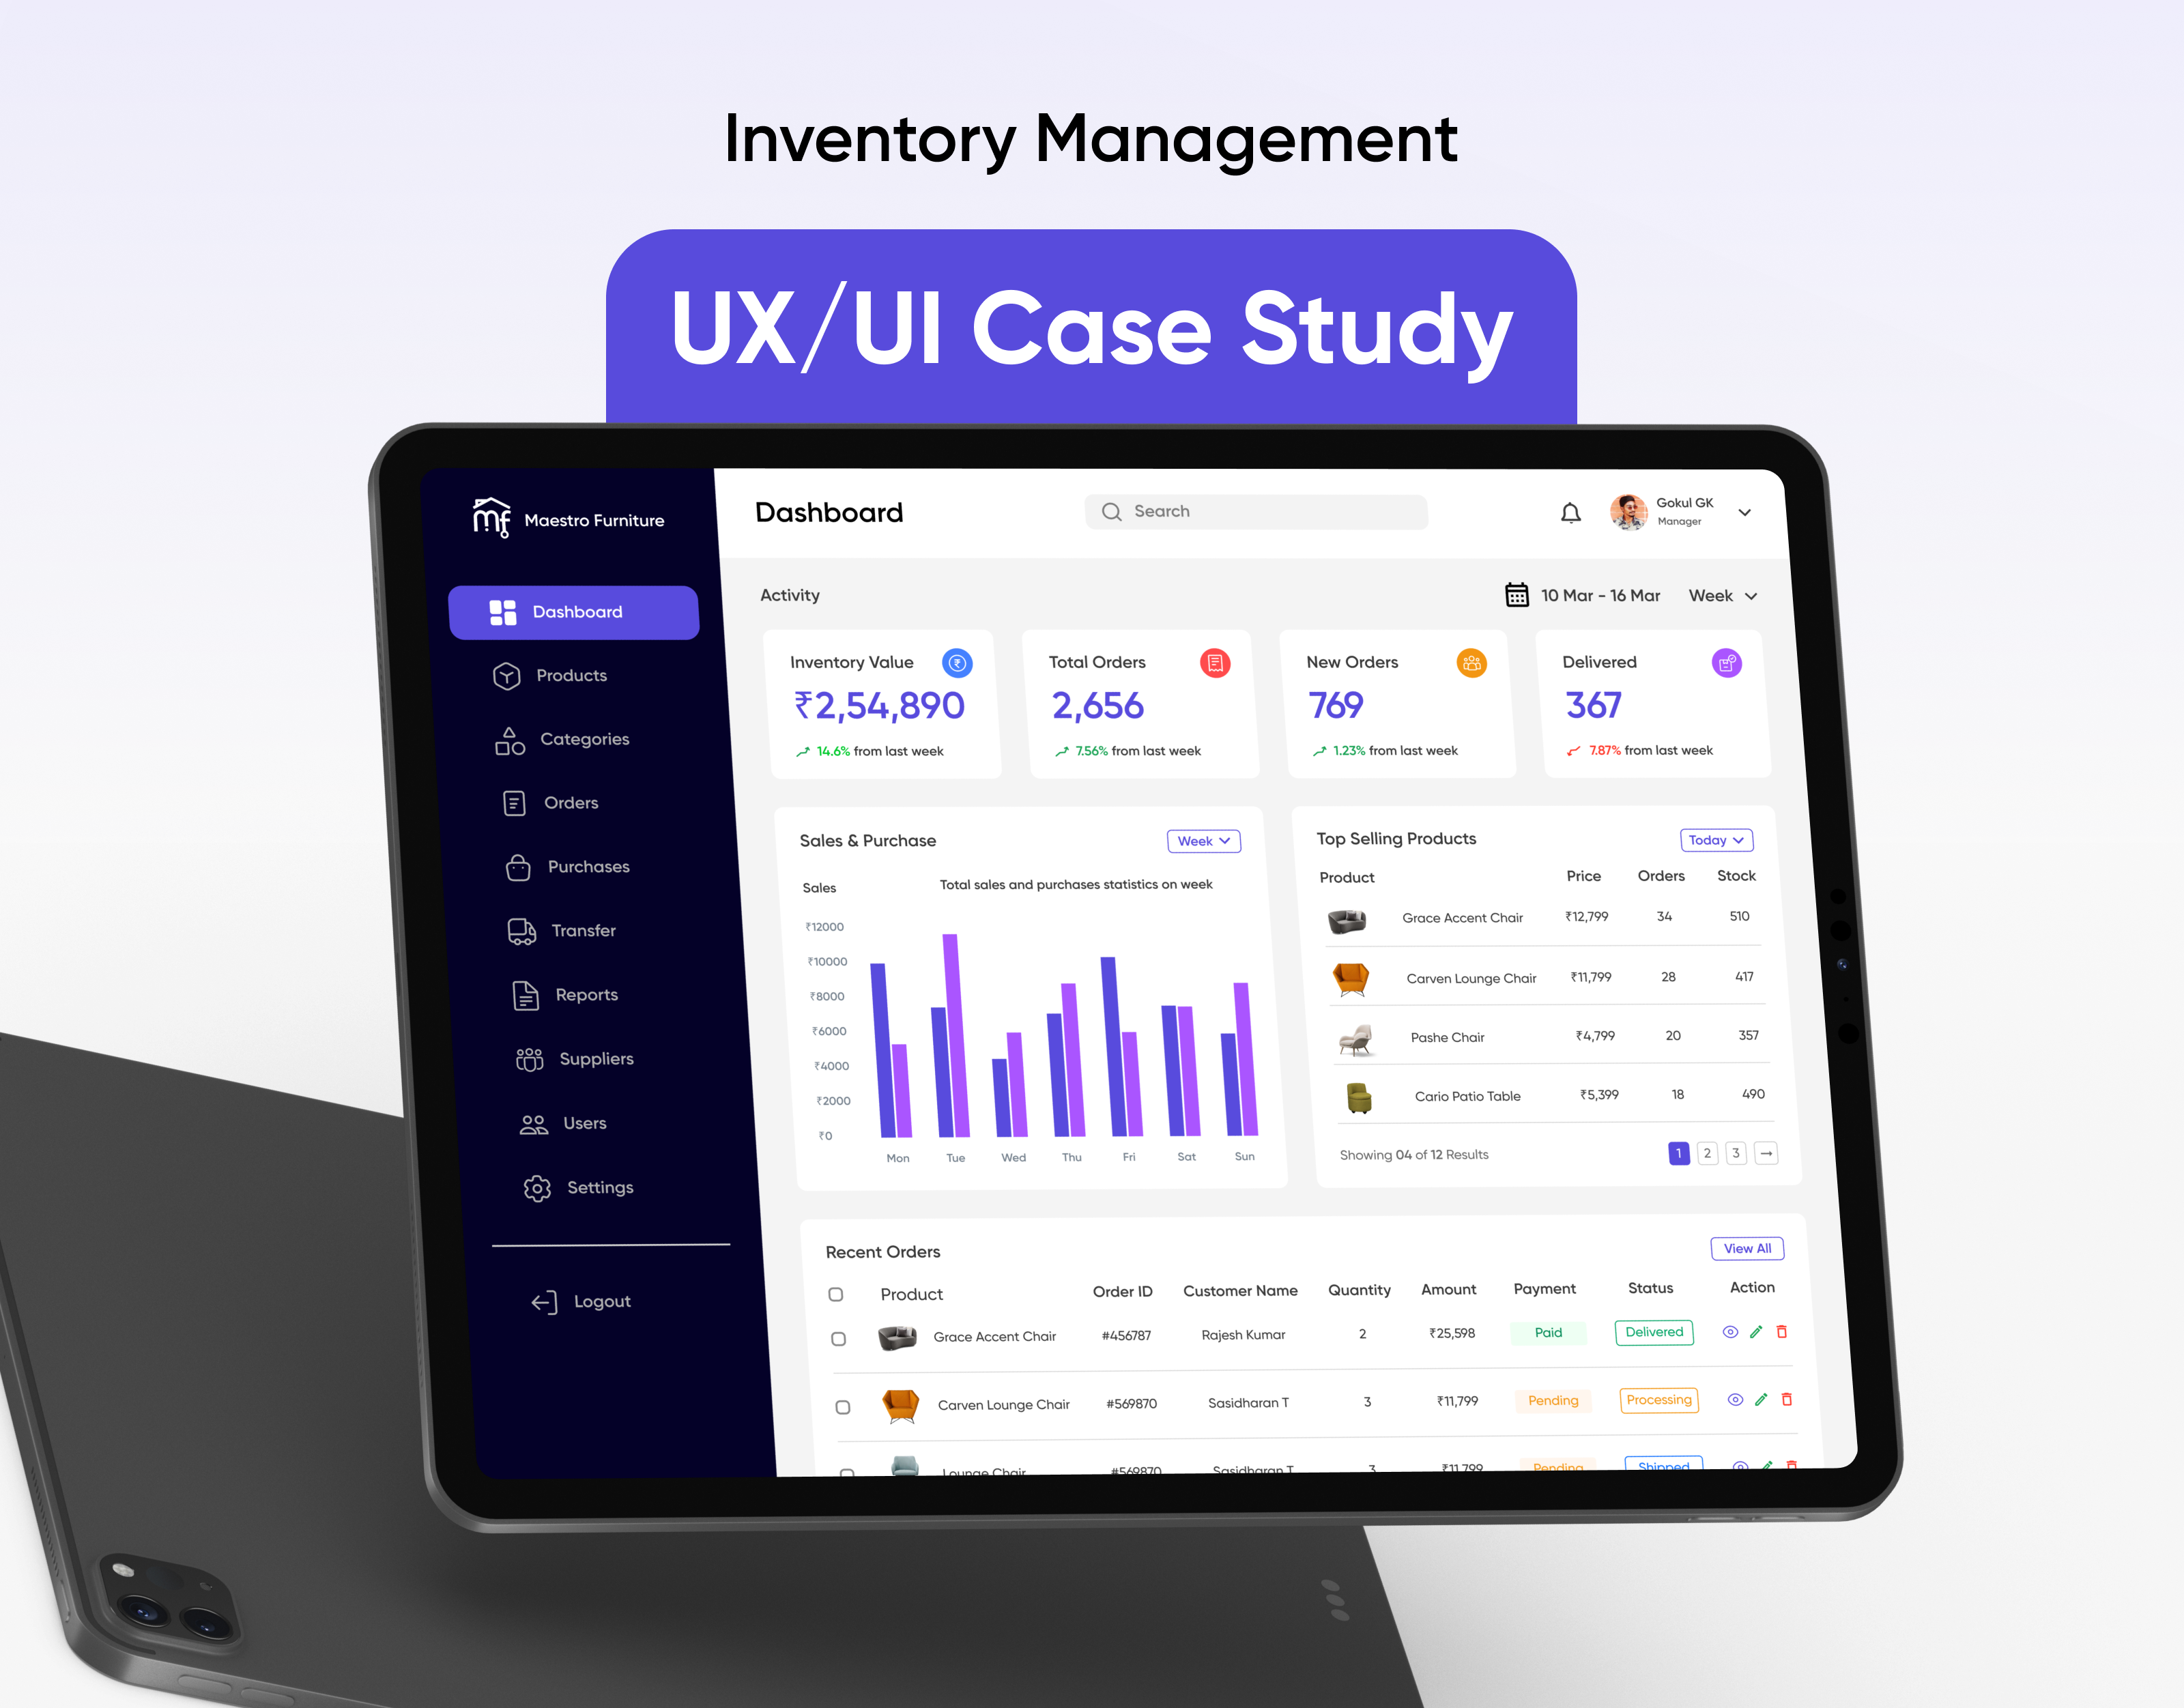 Inventory Management
UX/UI Case Study
mf Maestro Furniture
Dashboard
Search
Gokul GK
Manager
Dashboard
Products
Categories
Orders
Purchases
Transfer
Reports
Suppliers
Users
Settings
Logout
Activity
10 Mar - 16 Mar Week
Inventory Value
₹2,54,890
14.6% from last week
Total Orders
2,656
7.56% from last week
New Orders
769
1.23% from last week
Delivered
367
7.87% from last week
Sales & Purchase
Week
Sales
Total sales and purchases statistics on week
₹12000
₹10000
₹8000
₹6000
₹4000
₹2000
₹0
Mon Tue Wed Thu Fri Sat Sun
Top Selling Products
Today
Product Price Orders Stock
Grace Accent Chair ₹12,799 34 510
Carven Lounge Chair ₹11,799 28 417
Pashe Chair ₹4,799 20 357
Cario Patio Table ₹5,399 18 490
Showing 04 of 12 Results
1 2 3
Recent Orders
View All
Product Order ID Customer Name Quantity Amount Payment Status Action
Grace Accent Chair #456787 Rajesh Kumar 2 ₹25,598 Paid Delivered
Carven Lounge Chair #569870 Sasidharan T 3 ₹11,799 Pending Processing
Lounge Chair #569870 Sasidharan T 3 ₹11,799 Pending Shipped